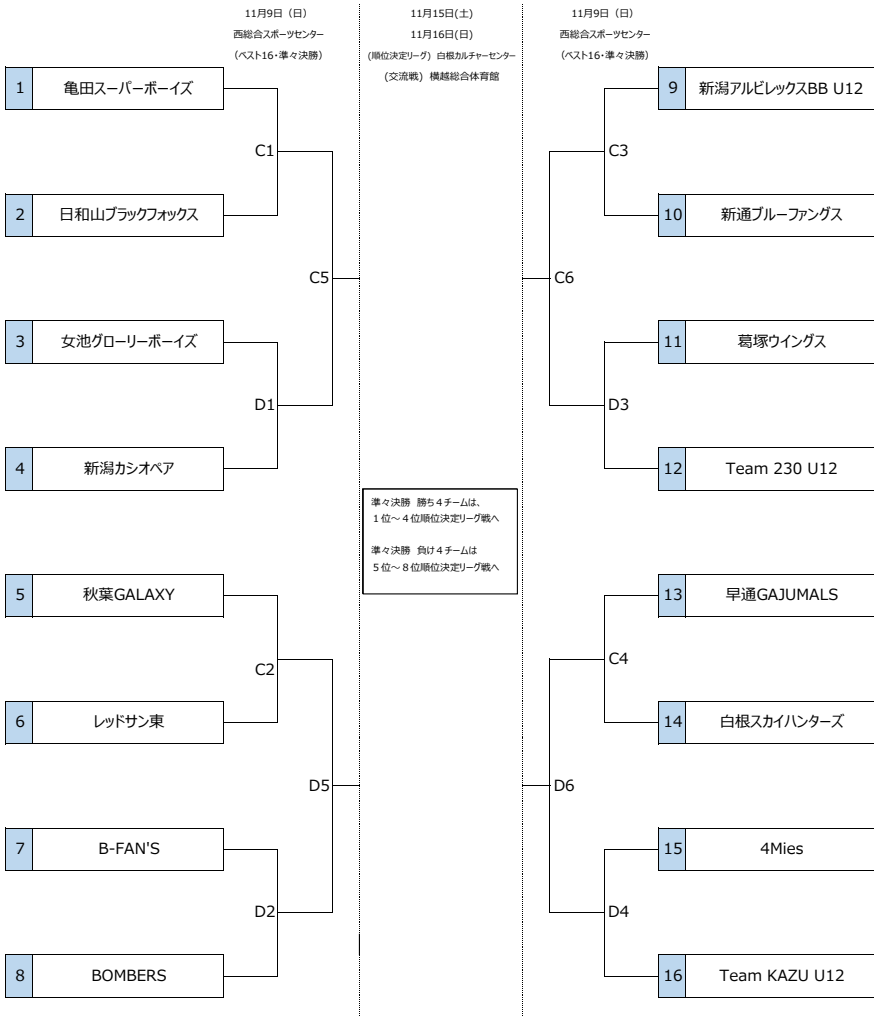 11月9日（日）
西総合スポーツセンター
(ベスト16・準々決勝)
11月15日(土)
11月16日(日)
(順位決定リーグ) 白根カルチャーセンター
(交流戦) 横越総合体育館
11月9日（日）
西総合スポーツセンター
(ベスト16・準々決勝)
1 亀田スーパーボーイズ
C1
2 日和山ブラックフォックス
C5
3 女池グローリーボーイズ
D1
4 新潟カシオペア
5 秋葉GALAXY
C2
6 レッドサン東
D5
7 B-FAN'S
D2
8 BOMBERS
準々決勝 勝ち４チームは、
１位～４位順位決定リーグ戦へ
準々決勝 負け４チームは
５位～８位順位決定リーグ戦へ
9 新潟アルビレックスBB U12
C3
10 新通ブルーファングス
C6
11 葛塚ウイングス
D3
12 Team 230 U12
13 早通GAJUMALS
C4
14 白根スカイハンターズ
D6
15 4Mies
D4
16 Team KAZU U12